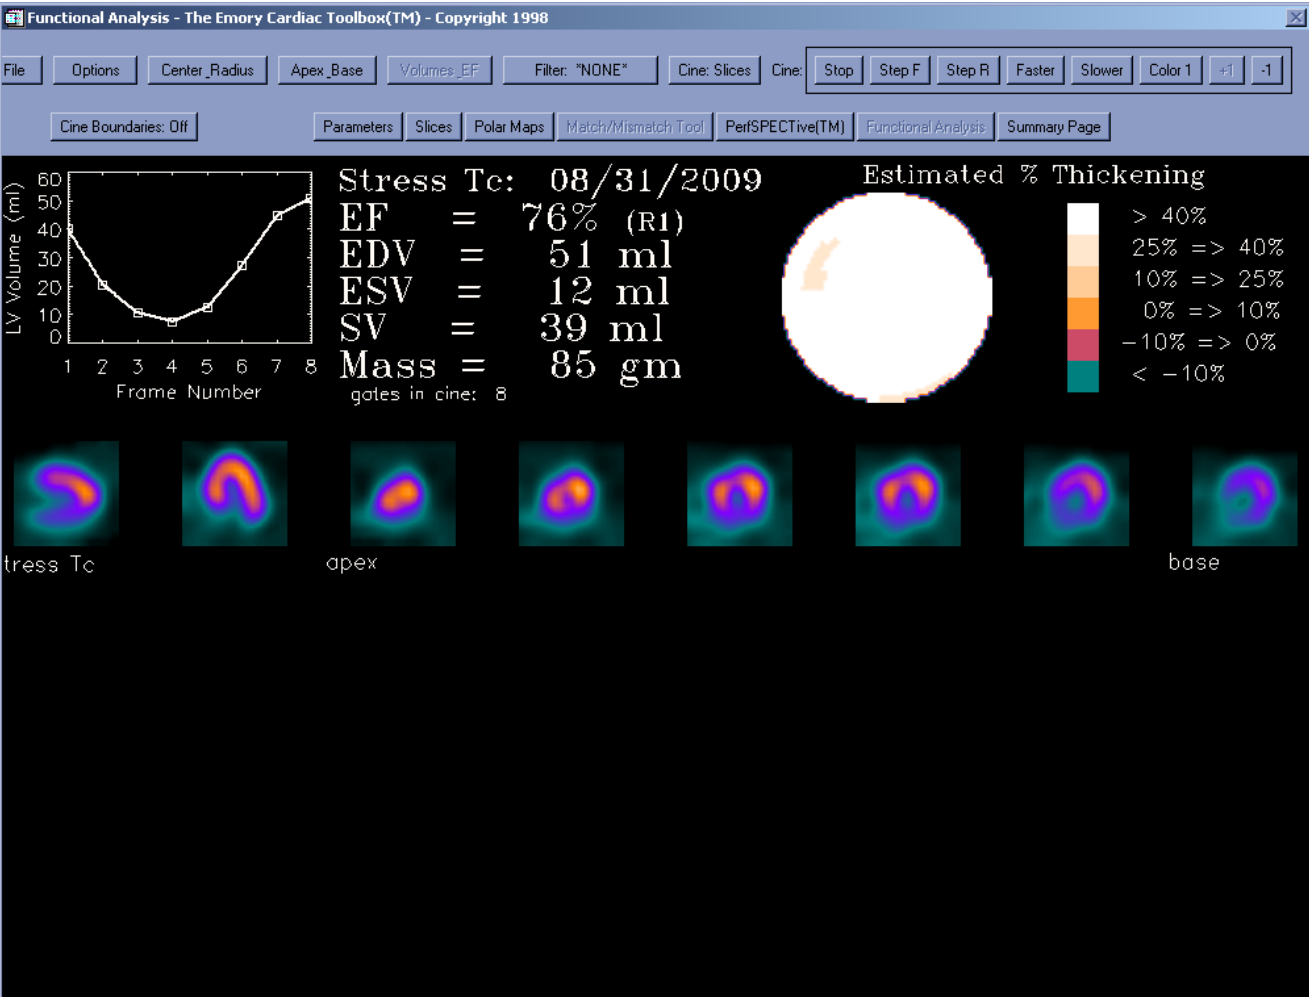 Functional Analysis - The Emory Cardiac Toolbox(TM) - Copyright 1998
File Options Center_Radius Apex_Base Volumes_EF Filter: "NONE" Cine: Slices Cine: Stop Step F Step R Faster Slower Color 1 +1 -1
Cine Boundaries: Off Parameters Slices Polar Maps Match/Mismatch Tool PerfSPECTive(TM) Functional Analysis Summary Page
LV Volume (ml)
60
50
40
30
20
10
0
1 2 3 4 5 6 7 8
Frame Number
Stress Tc: 08/31/2009
EF = 76% (R1)
EDV = 51 ml
ESV = 12 ml
SV = 39 ml
Mass = 85 gm
gates in cine: 8
Estimated % Thickening
> 40%
25% => 40%
10% => 25%
0% => 10%
-10% => 0%
< -10%
tress Tc apex base